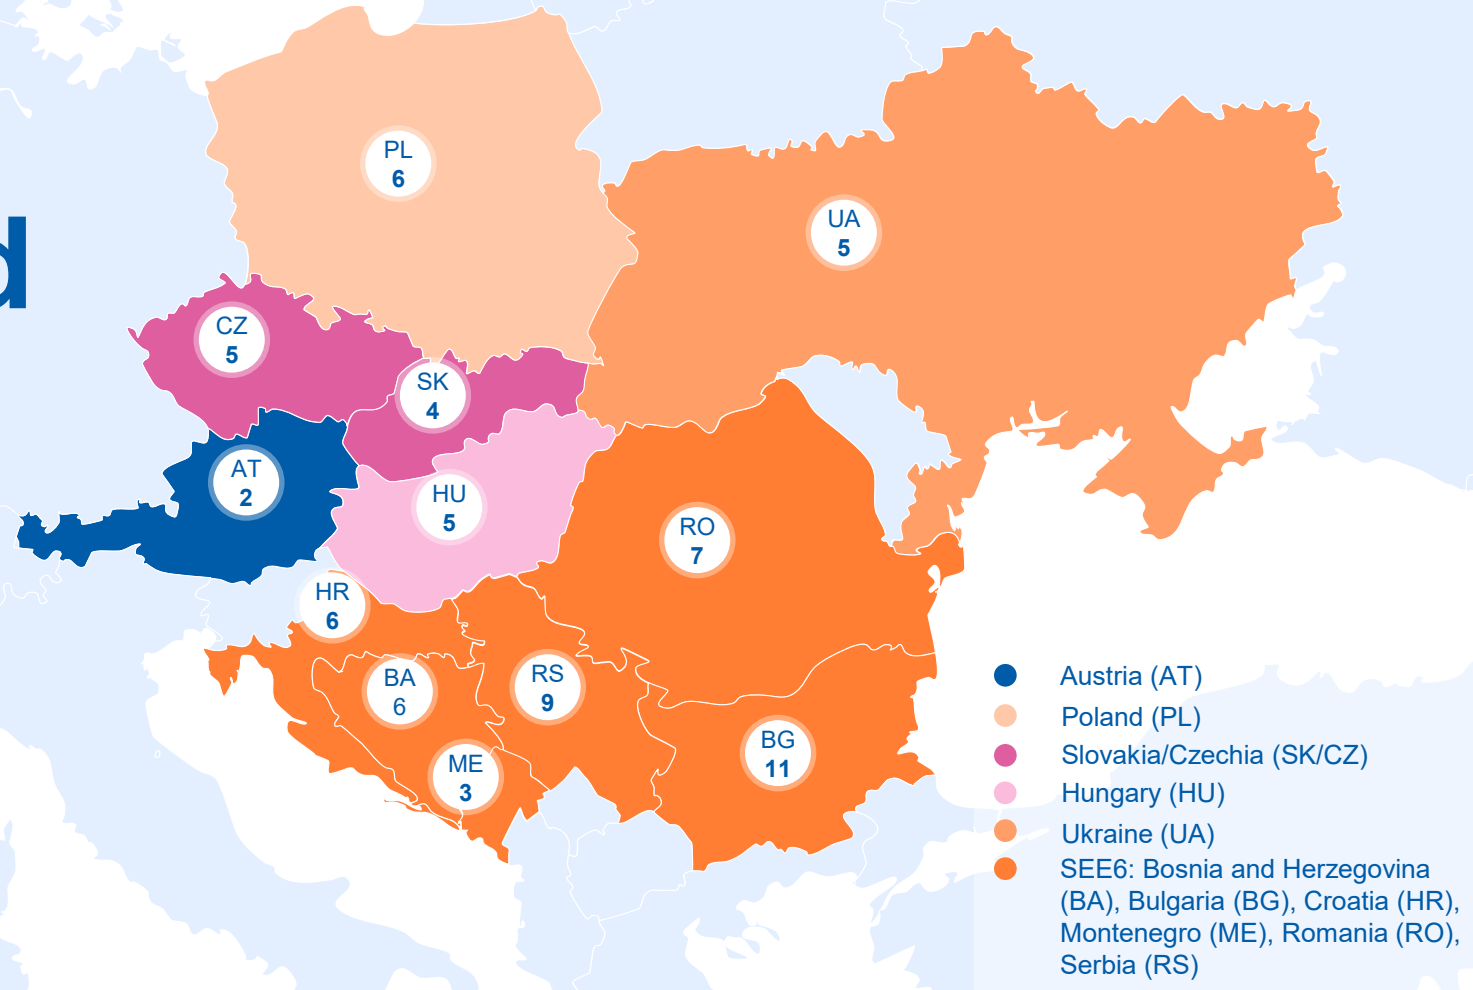 PL
6
UA
5
d
CZ
5
SK
4
AT
2
HU
5
RO
7
HR
6
BA
6
RS
9
ME
3
BG
11
Austria (AT)
Poland (PL)
Slovakia/Czechia (SK/CZ)
Hungary (HU)
Ukraine (UA)
SEE6: Bosnia and Herzegovina
(BA), Bulgaria (BG), Croatia (HR),
Montenegro (ME), Romania (RO),
Serbia (RS)